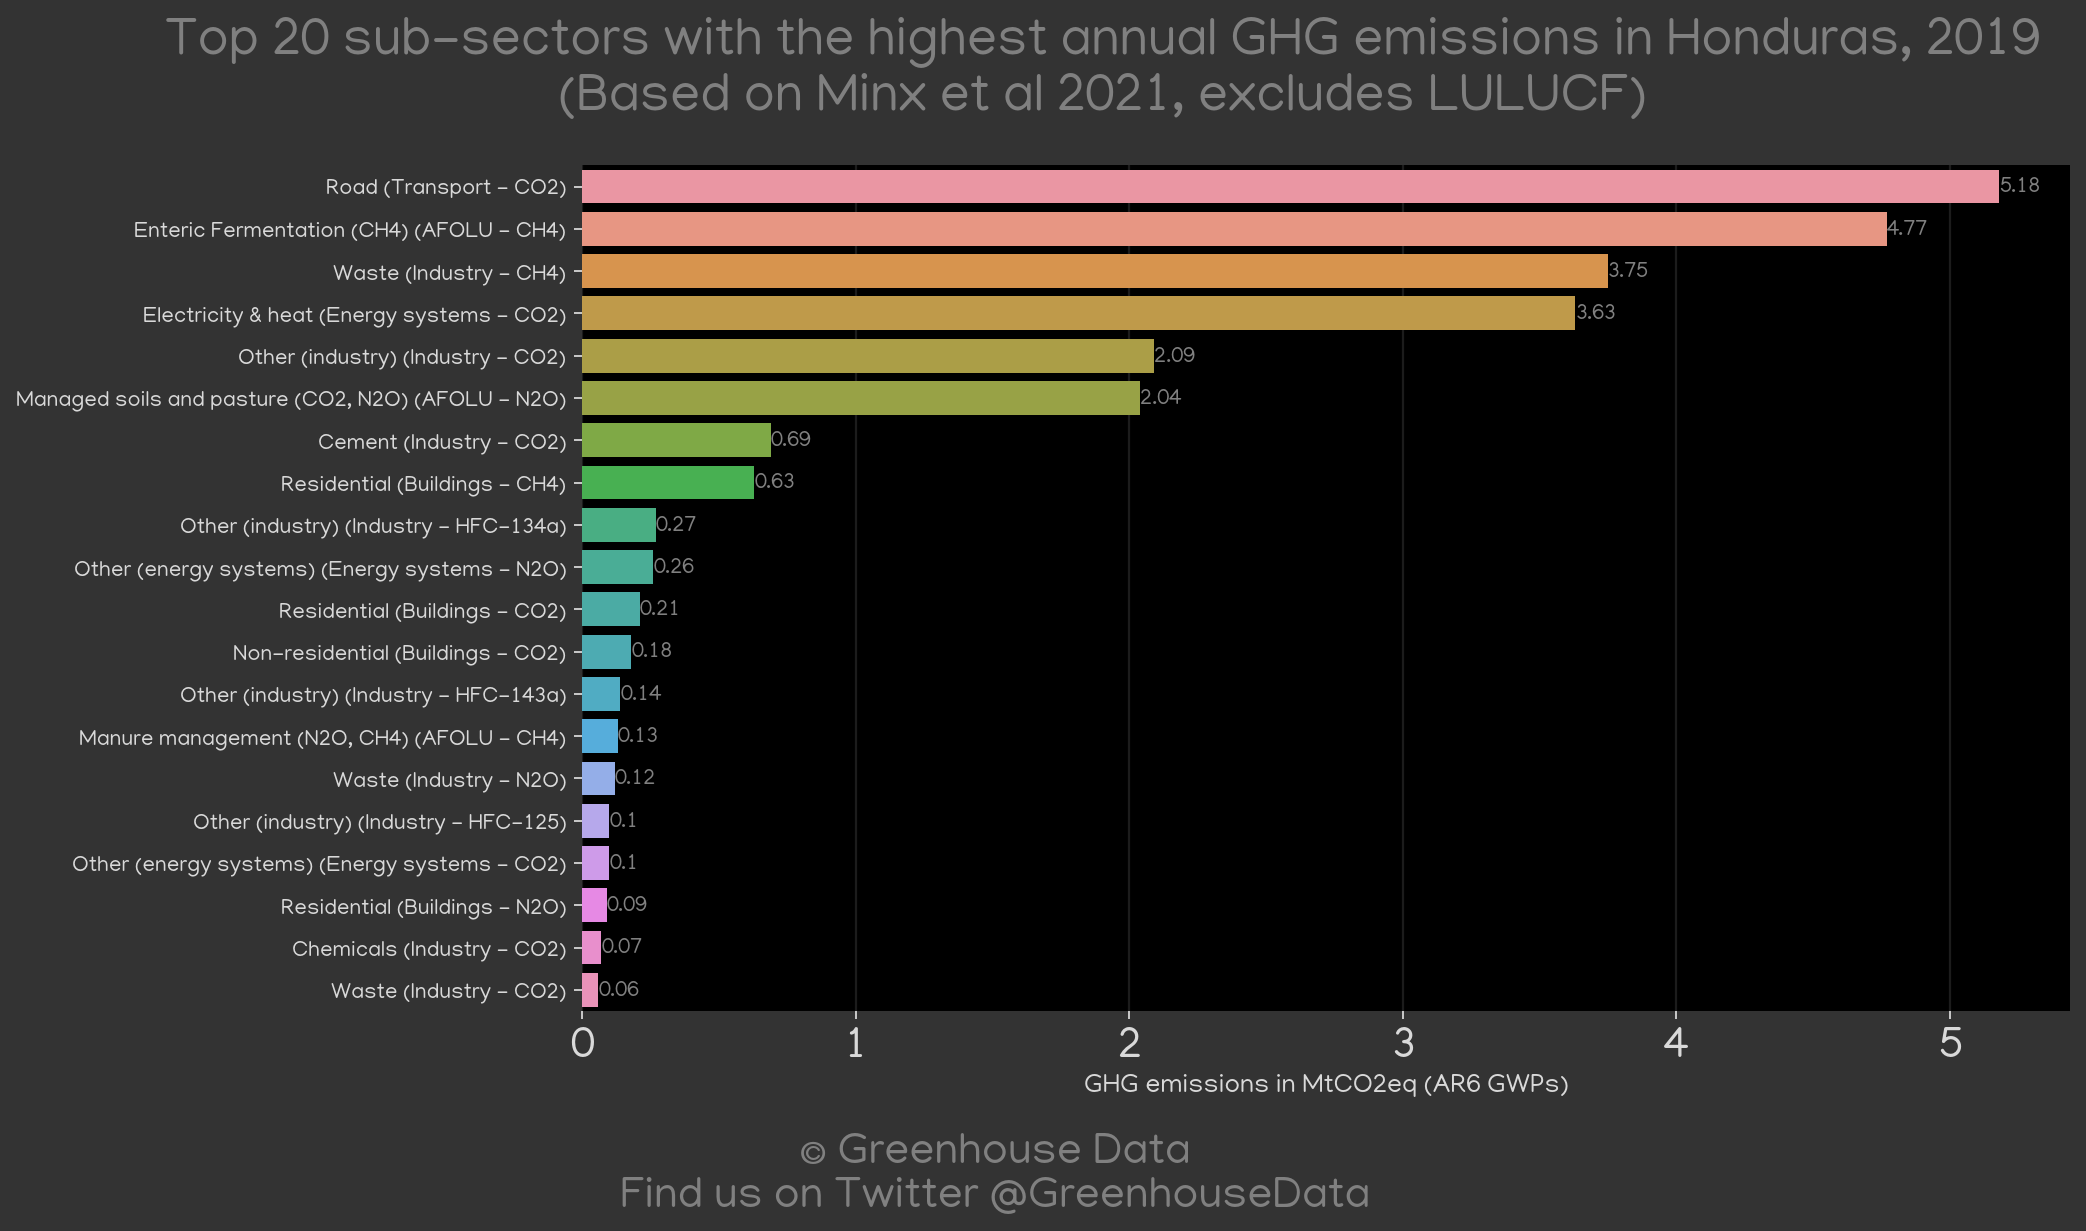 Top 20 sub-sectors with the highest annual GHG emissions in Honduras, 2019
(Based on Minx et al 2021, excludes LULUCF)
Road (Transport - CO2) 5.18
Enteric Fermentation (CH4) (AFOLU - CH4) 4.77
Waste (Industry - CH4) 3.75
Electricity & heat (Energy systems - CO2) 3.63
Other (industry) (Industry - CO2) 2.09
Managed soils and pasture (CO2, N2O) (AFOLU - N2O) 2.04
Cement (Industry - CO2) 0.69
Residential (Buildings - CH4) 0.63
Other (industry) (Industry - HFC-134a) 0.27
Other (energy systems) (Energy systems - N2O) 0.26
Residential (Buildings - CO2) 0.21
Non-residential (Buildings - CO2) 0.18
Other (industry) (Industry - HFC-143a) 0.14
Manure management (N2O, CH4) (AFOLU - CH4) 0.13
Waste (Industry - N2O) 0.12
Other (industry) (Industry - HFC-125) 0.1
Other (energy systems) (Energy systems - CO2) 0.1
Residential (Buildings - N2O) 0.09
Chemicals (Industry - CO2) 0.07
Waste (Industry - CO2) 0.06
0 1 2 3 4 5
GHG emissions in MtCO2eq (AR6 GWPs)
© Greenhouse Data
Find us on Twitter @GreenhouseData